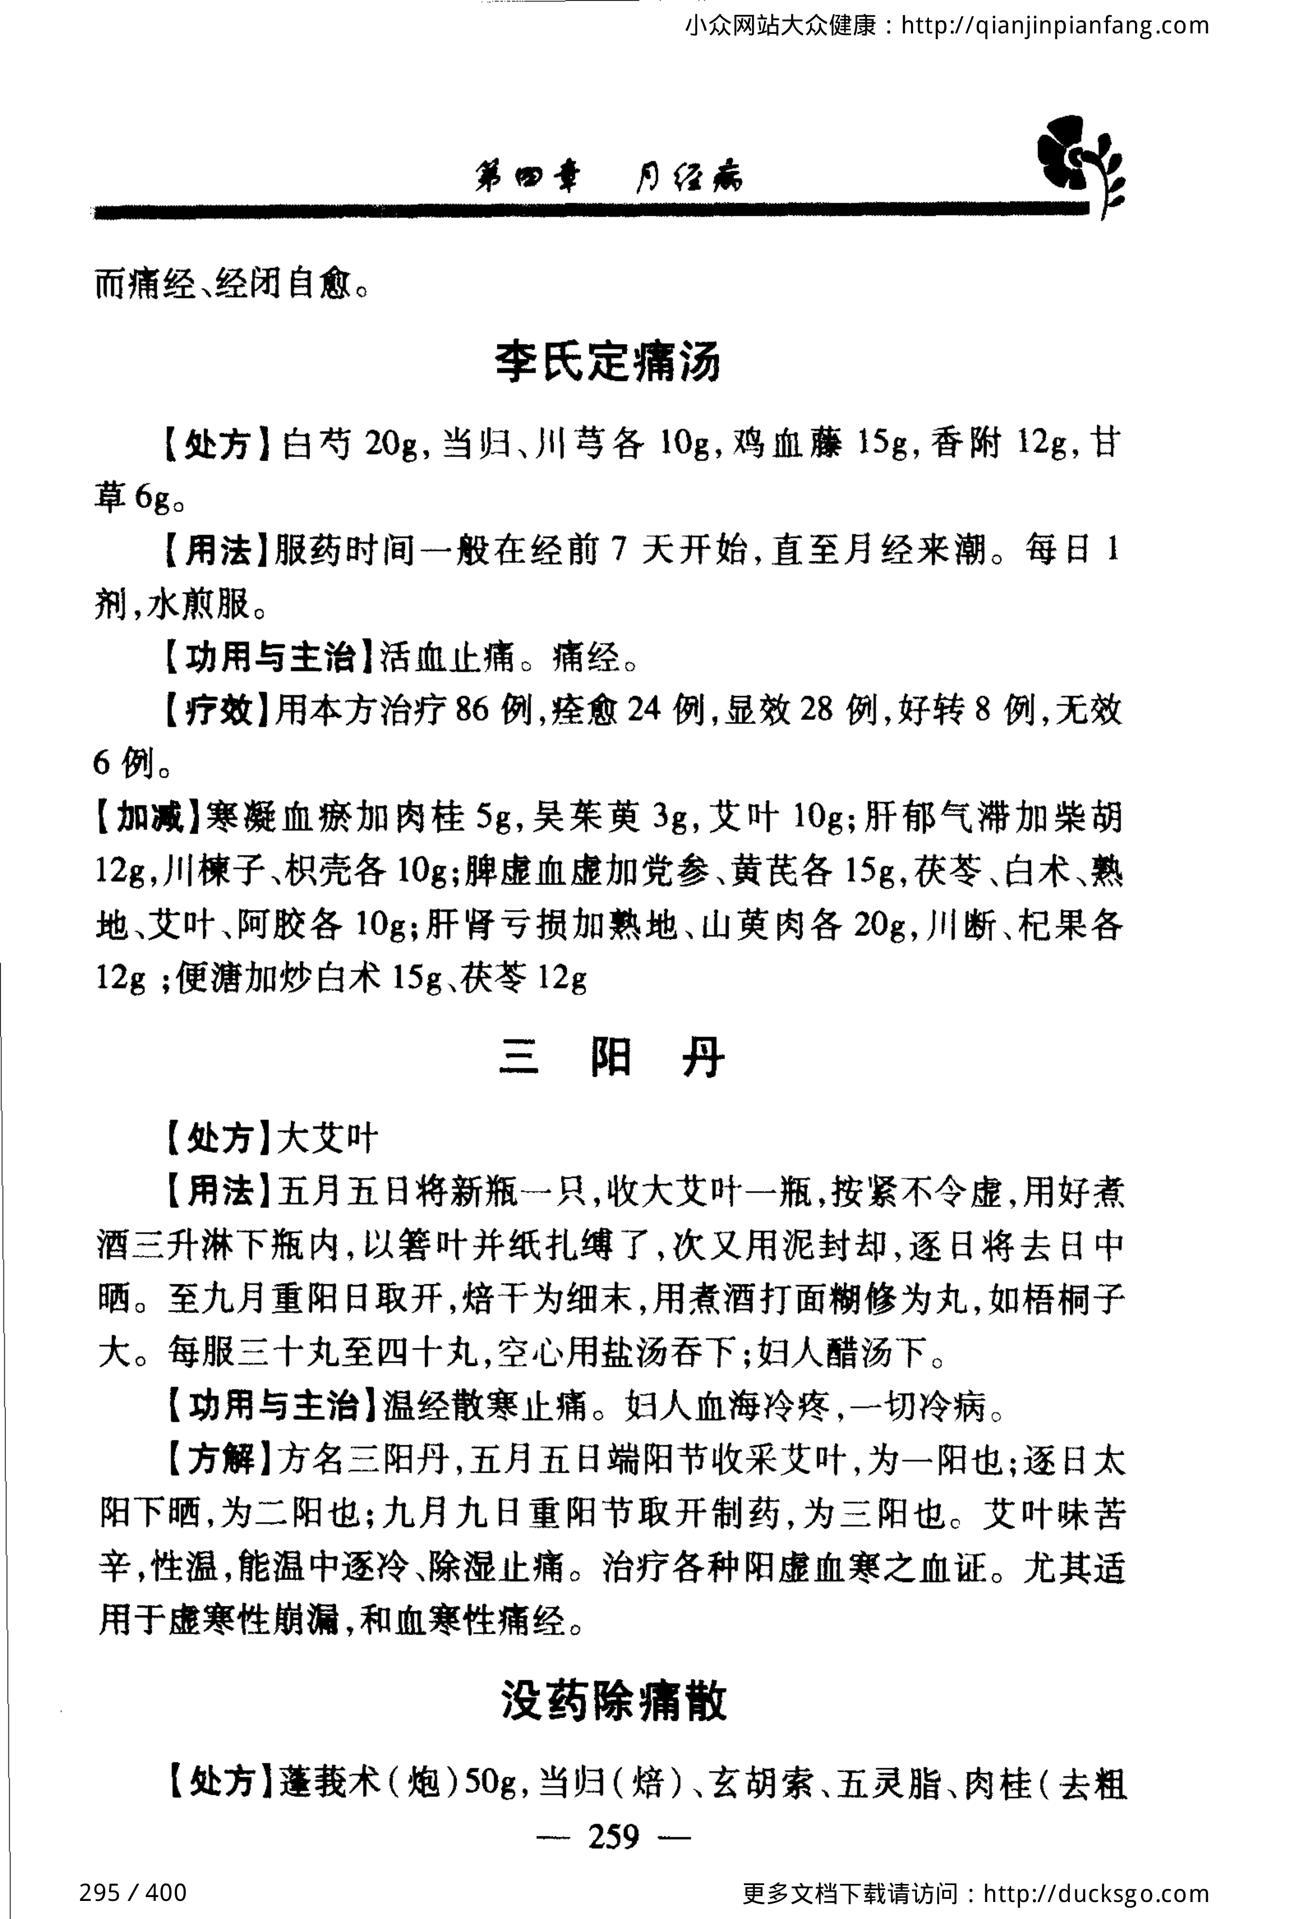 小众网站大众健康：http://qianjinpianfang.com
第四章　月经病
而痛经、经闭自愈。
李氏定痛汤
【处方】白芍 20g,当归、川芎各 10g,鸡血藤 15g,香附 12g,甘
草 6g。
【用法】服药时间一般在经前 7 天开始,直至月经来潮。每日 1
剂,水煎服。
【功用与主治】活血止痛。痛经。
【疗效】用本方治疗 86 例,痊愈 24 例,显效 28 例,好转 8 例,无效
6 例。
【加减】寒凝血瘀加肉桂 5g,吴茱萸 3g,艾叶 10g;肝郁气滞加柴胡
12g,川楝子、枳壳各 10g;脾虚血虚加党参、黄芪各 15g,茯苓、白术、熟
地、艾叶、阿胶各 10g;肝肾亏损加熟地、山萸肉各 20g,川断、杞果各
12g ;便溏加炒白术 15g、茯苓 12g
三　阳　丹
【处方】大艾叶
【用法】五月五日将新瓶一只,收大艾叶一瓶,按紧不令虚,用好煮
酒三升淋下瓶内,以箬叶并纸扎缚了,次又用泥封却,逐日将去日中
晒。至九月重阳日取开,焙干为细末,用煮酒打面糊修为丸,如梧桐子
大。每服三十丸至四十丸,空心用盐汤吞下;妇人醋汤下。
【功用与主治】温经散寒止痛。妇人血海冷疼,一切冷病。
【方解】方名三阳丹,五月五日端阳节收采艾叶,为一阳也;逐日太
阳下晒,为二阳也;九月九日重阳节取开制药,为三阳也。艾叶味苦
辛,性温,能温中逐冷、除湿止痛。治疗各种阳虚血寒之血证。尤其适
用于虚寒性崩漏,和血寒性痛经。
没药除痛散
【处方】蓬莪术(炮)50g,当归(焙)、玄胡索、五灵脂、肉桂(去粗
— 259 —
295 / 400
更多文档下载请访问：http://ducksgo.com